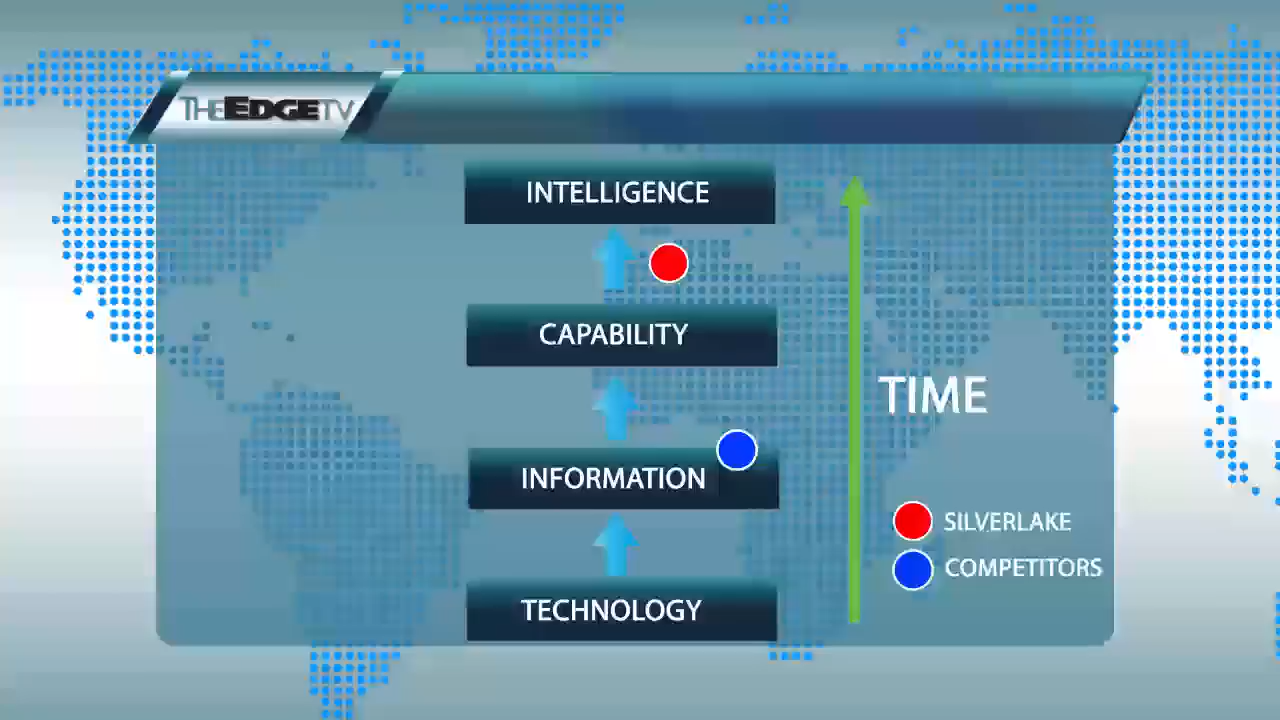 THEEDGETV
INTELLIGENCE
CAPABILITY
TIME
INFORMATION
SILVERLAKE
COMPETITORS
TECHNOLOGY